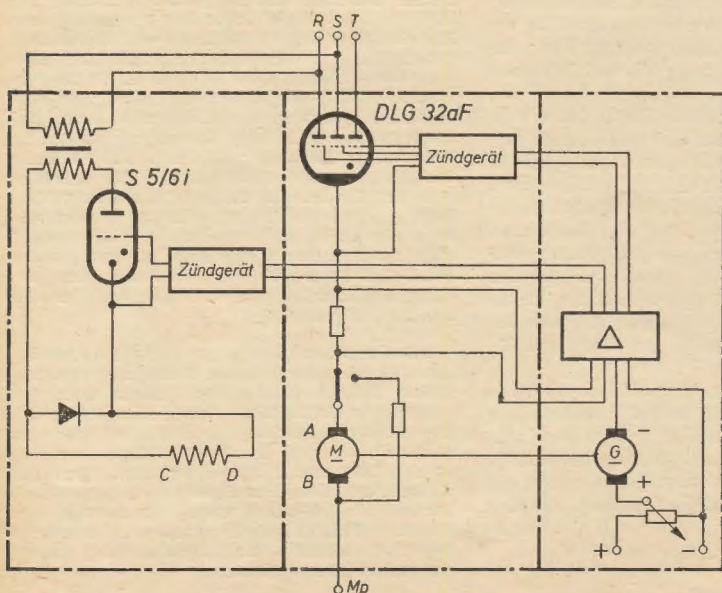 R S T
DLG 32aF
Zündgerät
S 5/6 i
Zündgerät
Δ
A
M
B
G
-
+
C D
+ -
Mp